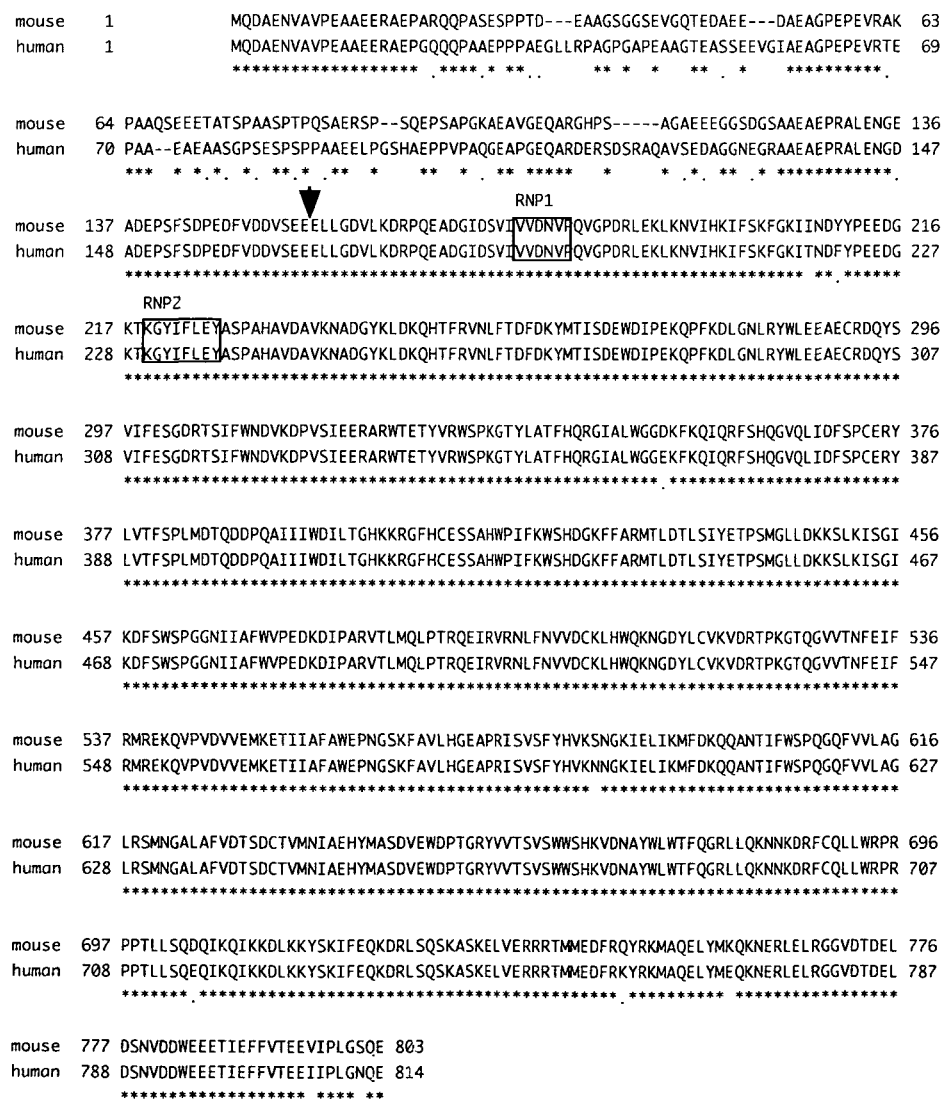 mouse 1 MQDAENVAVPEAAEERAEPARQQPASESPPTD---EAAGSGGSEVGQTEDAEE---DAEAGPEPEVRAK 63
human 1 MQDAENVAVPEAAEERAEPGQQQPAAEPPPAEGLLRPAGPGAPEAAGTEASSEEVGIAEAGPEPEVRTE 69
******************* .****.* **.. ** * * ** . * ********** .
mouse 64 PAAQSEEETATSPAASPTPQSAERSP--SQEPSAPGKAEAVGEQARGHPS-----AGAEEEGGSDGSAAEAEPRALENGE 136
human 70 PAA--EAEAASGPSESPSPPAAEELPGSHAEPPVPAQGEAPGEQARDERSDSRAQAVSEDAGGNEGRAAEAEPRALENGD 147
*** * *.*. *. **.* .** * ** . * .** ***** * * .*. **. * ************.
RNP1
mouse 137 ADEPSFSDPEDFVDDVSEEELLGDVLKDRPQEADGIDSVIVVDNVPQVGPDRLEKLKNVIHKIFSKFGKIINDYYPEEDG 216
human 148 ADEPSFSDPEDFVDDVSEEELLGDVLKDRPQEADGIDSVIVVDNVPQVGPDRLEKLKNVIHKIFSKFGKITNDFYPEEDG 227
********************************************************************** **.******
RNP2
mouse 217 KTKGYIFLEYASPAHAVDAVKNADGYKLDKQHTFRVNLFTDFDKYMTISDEWDIPEKQPFKDLGNLRYWLEEAECRDQYS 296
human 228 KTKGYIFLEYASPAHAVDAVKNADGYKLDKQHTFRVNLFTDFDKYMTISDEWDIPEKQPFKDLGNLRYWLEEAECRDQYS 307
********************************************************************************
mouse 297 VIFESGDRTSIFWNDVKDPVSIEERARWTETYVRWSPKGTYLATFHQRGIALWGGDKFKQIQRFSHQGVQLIDFSPCERY 376
human 308 VIFESGDRTSIFWNDVKDPVSIEERARWTETYVRWSPKGTYLATFHQRGIALWGGEKFKQIQRFSHQGVQLIDFSPCERY 387
*******************************************************.************************
mouse 377 LVTFSPLMDTQDDPQAIIIWDILTGHKKRGFHCESSAHWPIFKWSHDGKFFARMTLDTLSIYETPSMGLLDKKSLKISGI 456
human 388 LVTFSPLMDTQDDPQAIIIWDILTGHKKRGFHCESSAHWPIFKWSHDGKFFARMTLDTLSIYETPSMGLLDKKSLKISGI 467
********************************************************************************
mouse 457 KDFSWSPGGNIIAFWVPEDKDIPARVTLMQLPTRQEIRVRNLFNVVDCKLHWQKNGDYLCVKVDRTPKGTQGVVTNFEIF 536
human 468 KDFSWSPGGNIIAFWVPEDKDIPARVTLMQLPTRQEIRVRNLFNVVDCKLHWQKNGDYLCVKVDRTPKGTQGVVTNFEIF 547
********************************************************************************
mouse 537 RMREKQVPVDVVEMKETIIAFAWEPNGSKFAVLHGEAPRISVSFYHVKSNGKIELIKMFDKQQANTIFWSPQGQFVVLAG 616
human 548 RMREKQVPVDVVEMKETIIAFAWEPNGSKFAVLHGEAPRISVSFYHVKNNGKIELIKMFDKQQANTIFWSPQGQFVVLAG 627
************************************************ *******************************
mouse 617 LRSMNGALAFVDTSDCTVMNIAEHYMASDVEWDPTGRYVVTSVSWWSHKVDNAYWLWTFQGRLLQKNNKDRFCQLLWRPR 696
human 628 LRSMNGALAFVDTSDCTVMNIAEHYMASDVEWDPTGRYVVTSVSWWSHKVDNAYWLWTFQGRLLQKNNKDRFCQLLWRPR 707
********************************************************************************
mouse 697 PPTLLSQDQIKQIKKDLKKYSKIFEQKDRLSQSKASKELVERRRTMMEDFRQYRKMAQELYMKQKNERLELRGGVDTDEL 776
human 708 PPTLLSQEQIKQIKKDLKKYSKIFEQKDRLSQSKASKELVERRRTMMEDFRKYRKMAQELYMEQKNERLELRGGVDTDEL 787
*******.*******************************************.********** *****************
mouse 777 DSNVDDWEEETIEFFVTEEVIPLGSQE 803
human 788 DSNVDDWEEETIEFFVTEEIIPLGNQE 814
******************* **** **